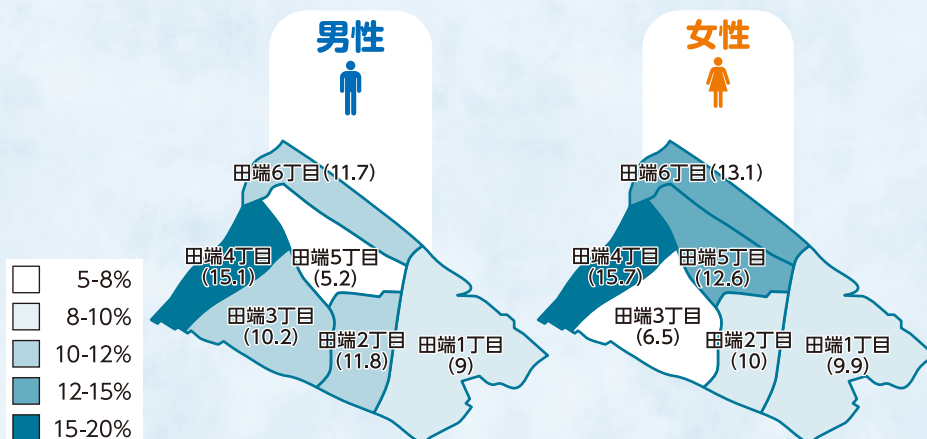 男性
女性
田端6丁目(11.7)
田端4丁目
(15.1)
田端5丁目
(5.2)
田端3丁目
(10.2)
田端2丁目
(11.8)
田端1丁目
(9)
田端6丁目(13.1)
田端4丁目
(15.7)
田端5丁目
(12.6)
田端3丁目
(6.5)
田端2丁目
(10)
田端1丁目
(9.9)
5-8%
8-10%
10-12%
12-15%
15-20%